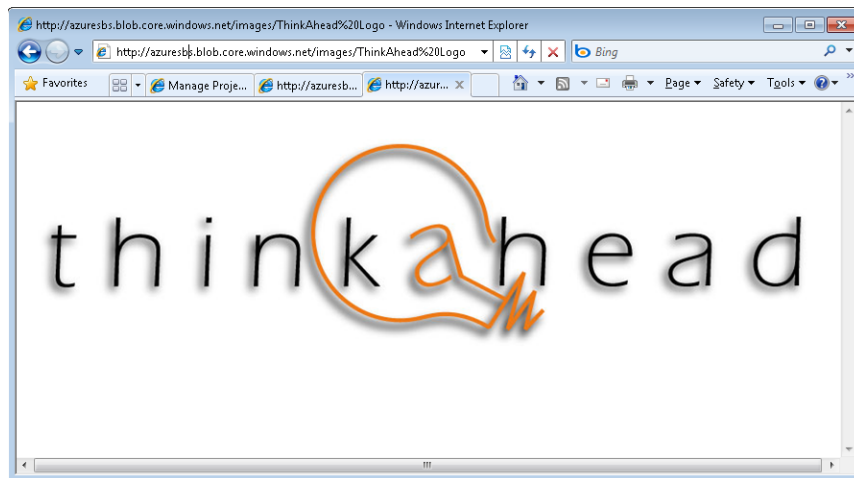 http://azuresbs.blob.core.windows.net/images/ThinkAhead%20Logo - Windows Internet Explorer
http://azuresbs.blob.core.windows.net/images/ThinkAhead%20Logo
Bing
Favorites
Manage Proje...
http://azuresb...
http://azur...
Page
Safety
Tools
thinkahead